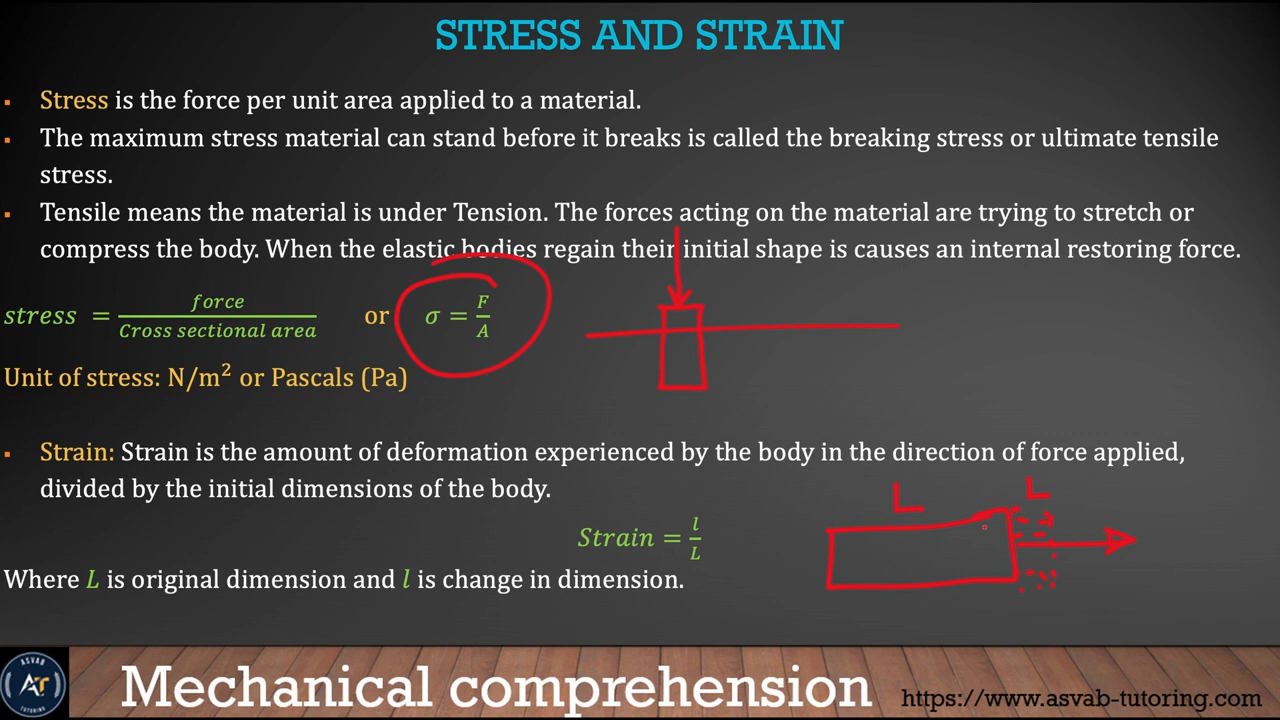 STRESS AND STRAIN
▪ Stress is the force per unit area applied to a material.
▪ The maximum stress material can stand before it breaks is called the breaking stress or ultimate tensile
stress.
▪ Tensile means the material is under Tension. The forces acting on the material are trying to stretch or
compress the body. When the elastic bodies regain their initial shape is causes an internal restoring force.
stress = force / Cross sectional area or σ = F / A
Unit of stress: N/m² or Pascals (Pa)
▪ Strain: Strain is the amount of deformation experienced by the body in the direction of force applied,
divided by the initial dimensions of the body.
L L
Strain = l / L
Where L is original dimension and l is change in dimension.
ASVAB
AT
TUTORING
Mechanical comprehension
https://www.asvab-tutoring.com